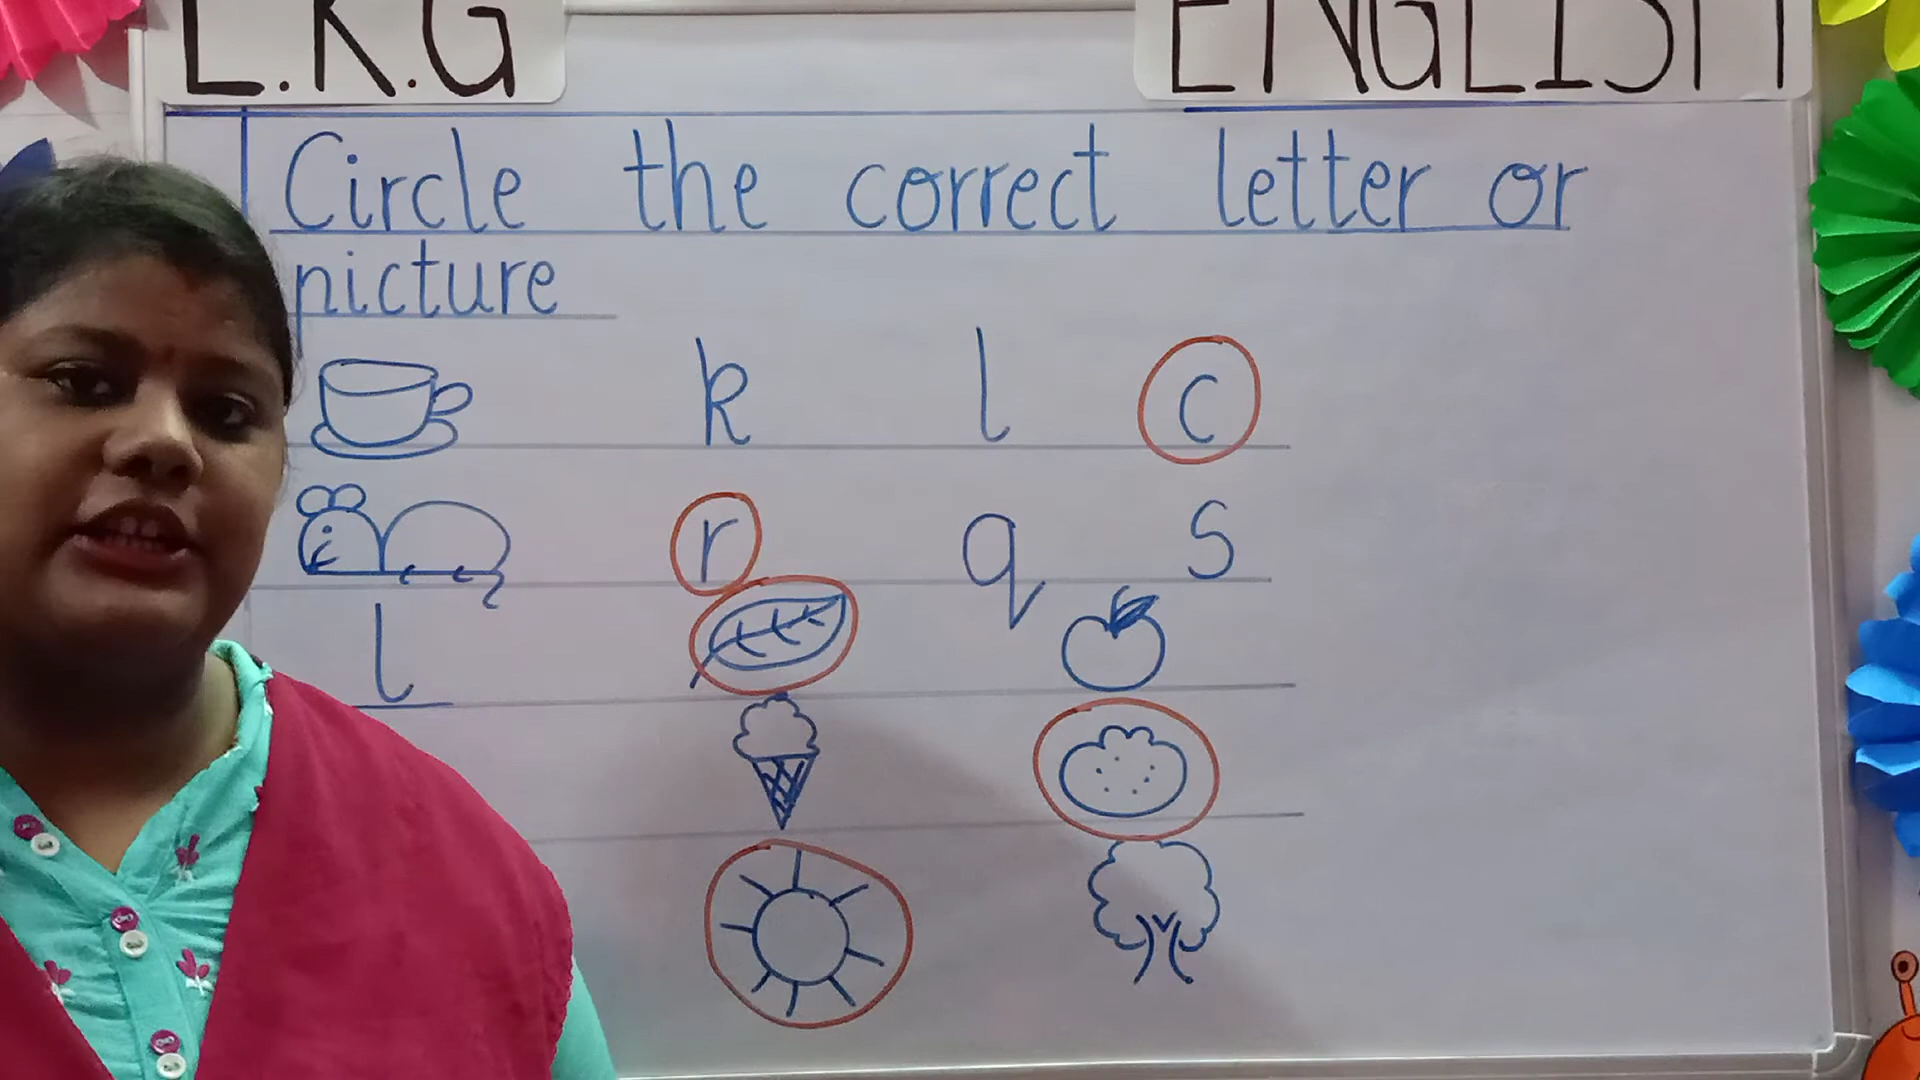 L.K.G ENGLISH
Circle the correct letter or
picture
k l c
r q s
l